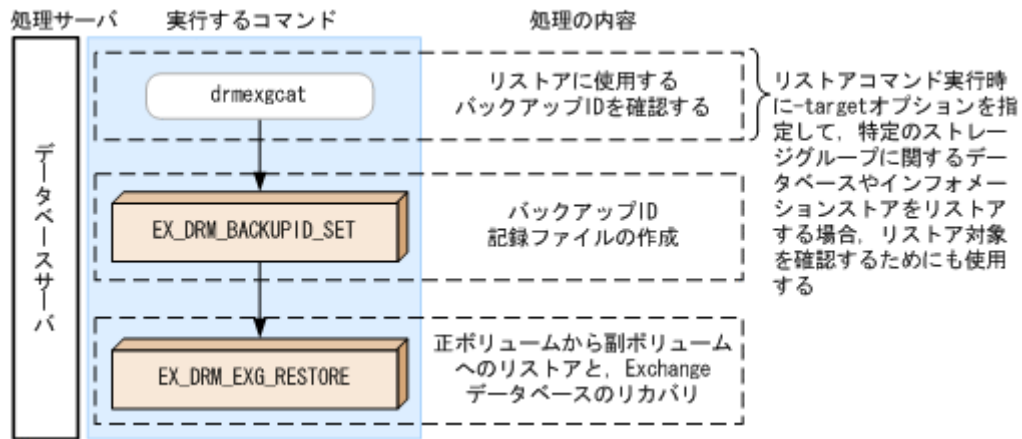 処理サーバ 実行するコマンド 処理の内容
データベースサーバ
drmexgcat
リストアに使用する
バックアップIDを確認する
リストアコマンド実行時
に-targetオプションを指
定して,特定のストレー
ジグループに関するデー
タベースやインフォメー
ションストアをリストア
する場合,リストア対象
を確認するためにも使用
する
EX_DRM_BACKUPID_SET
バックアップID
記録ファイルの作成
EX_DRM_EXG_RESTORE
正ボリュームから副ボリューム
へのリストアと,Exchange
データベースのリカバリ